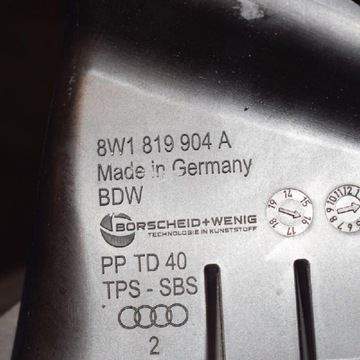 8W1 819 904 A
Made in Germany
BDW
BORSCHEID+WENIG
TECHNOLOGIE IN KUNSTSTOFF
PP TD 40
TPS - SBS
2